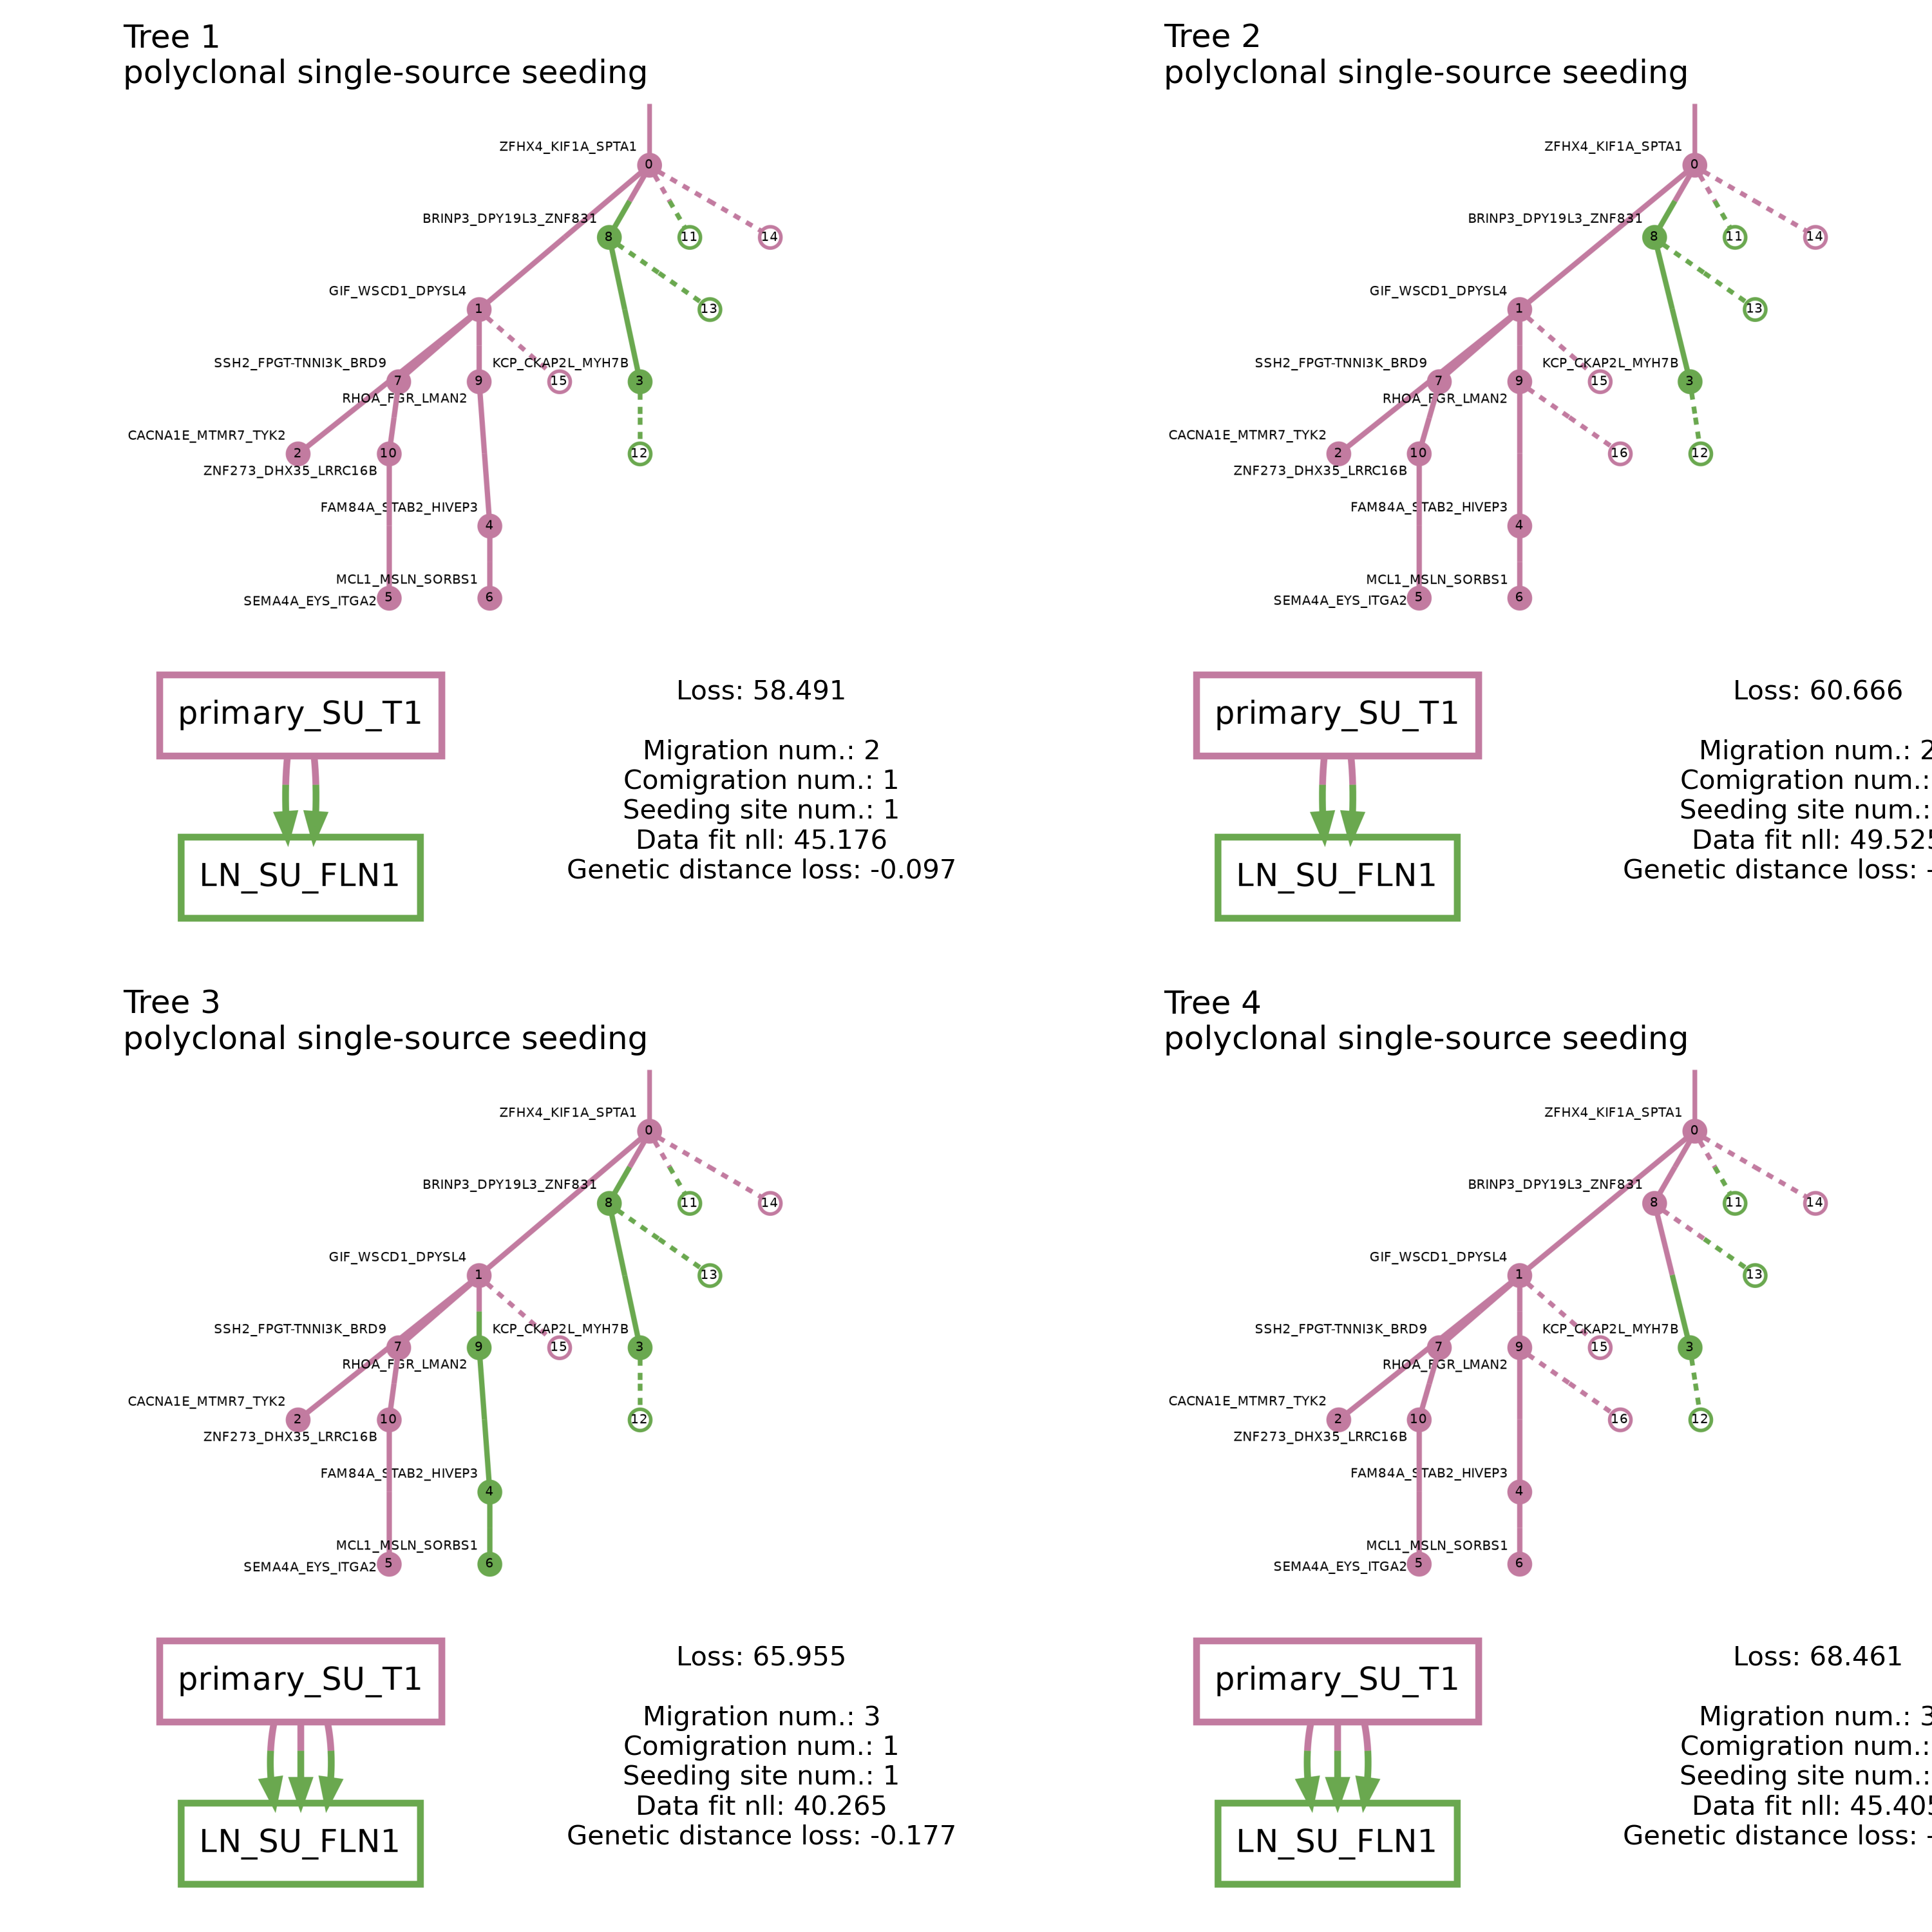 Tree 1
polyclonal single-source seeding
ZFHX4_KIF1A_SPTA1
0
BRINP3_DPY19L3_ZNF831
8
11
14
GIF_WSCD1_DPYSL4
1
13
SSH2_FPGT-TNNI3K_BRD9
7
9
KCP_CKAP2L_MYH7B
15
3
RHOA_FGR_LMAN2
CACNA1E_MTMR7_TYK2
2
10
12
ZNF273_DHX35_LRRC16B
FAM84A_STAB2_HIVEP3
4
MCL1_MSLN_SORBS1
SEMA4A_EYS_ITGA2
5
6
primary_SU_T1
LN_SU_FLN1
Loss: 58.491
Migration num.: 2
Comigration num.: 1
Seeding site num.: 1
Data fit nll: 45.176
Genetic distance loss: -0.097
Tree 2
polyclonal single-source seeding
ZFHX4_KIF1A_SPTA1
0
BRINP3_DPY19L3_ZNF831
8
11
14
GIF_WSCD1_DPYSL4
1
13
SSH2_FPGT-TNNI3K_BRD9
7
9
KCP_CKAP2L_MYH7B
15
3
RHOA_FGR_LMAN2
CACNA1E_MTMR7_TYK2
2
10
16
12
ZNF273_DHX35_LRRC16B
FAM84A_STAB2_HIVEP3
4
MCL1_MSLN_SORBS1
SEMA4A_EYS_ITGA2
5
6
primary_SU_T1
LN_SU_FLN1
Loss: 60.666
Migration num.: 2
Comigration num.:
Seeding site num.:
Data fit nll: 49.525
Genetic distance loss: -
Tree 3
polyclonal single-source seeding
ZFHX4_KIF1A_SPTA1
0
BRINP3_DPY19L3_ZNF831
8
11
14
GIF_WSCD1_DPYSL4
1
13
SSH2_FPGT-TNNI3K_BRD9
7
9
KCP_CKAP2L_MYH7B
15
3
RHOA_FGR_LMAN2
CACNA1E_MTMR7_TYK2
2
10
12
ZNF273_DHX35_LRRC16B
FAM84A_STAB2_HIVEP3
4
MCL1_MSLN_SORBS1
SEMA4A_EYS_ITGA2
5
6
primary_SU_T1
LN_SU_FLN1
Loss: 65.955
Migration num.: 3
Comigration num.: 1
Seeding site num.: 1
Data fit nll: 40.265
Genetic distance loss: -0.177
Tree 4
polyclonal single-source seeding
ZFHX4_KIF1A_SPTA1
0
BRINP3_DPY19L3_ZNF831
8
11
14
GIF_WSCD1_DPYSL4
1
13
SSH2_FPGT-TNNI3K_BRD9
7
9
KCP_CKAP2L_MYH7B
15
3
RHOA_FGR_LMAN2
CACNA1E_MTMR7_TYK2
2
10
16
12
ZNF273_DHX35_LRRC16B
FAM84A_STAB2_HIVEP3
4
MCL1_MSLN_SORBS1
SEMA4A_EYS_ITGA2
5
6
primary_SU_T1
LN_SU_FLN1
Loss: 68.461
Migration num.: 3
Comigration num.:
Seeding site num.:
Data fit nll: 45.405
Genetic distance loss: -